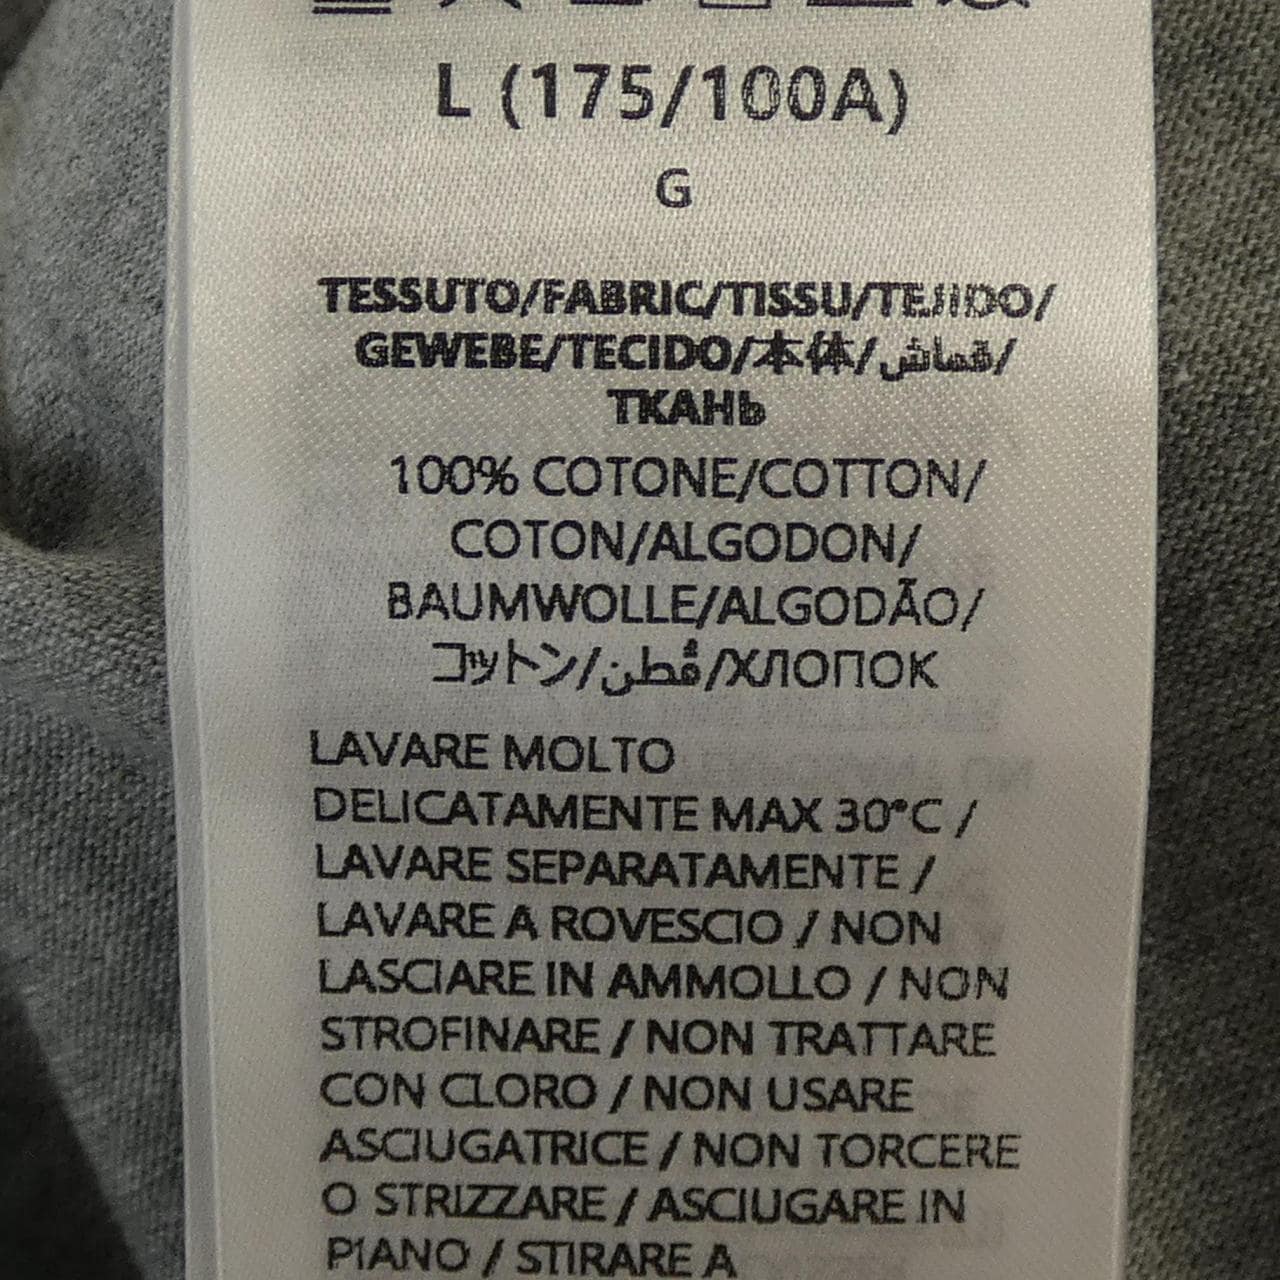 L (175/100A)
G
TESSUTO/FABRIC/TISSU/TEJIDO/
GEWEBE/TECIDO/本体/قماش/
ТКАНЬ
100% COTONE/COTTON/
COTON/ALGODON/
BAUMWOLLE/ALGODÃO/
コットン/قُطن/ХЛОПОК
LAVARE MOLTO
DELICATAMENTE MAX 30°C /
LAVARE SEPARATAMENTE /
LAVARE A ROVESCIO / NON
LASCIARE IN AMMOLLO / NON
STROFINARE / NON TRATTARE
CON CLORO / NON USARE
ASCIUGATRICE / NON TORCERE
O STRIZZARE / ASCIUGARE IN
PIANO / STIRARE A